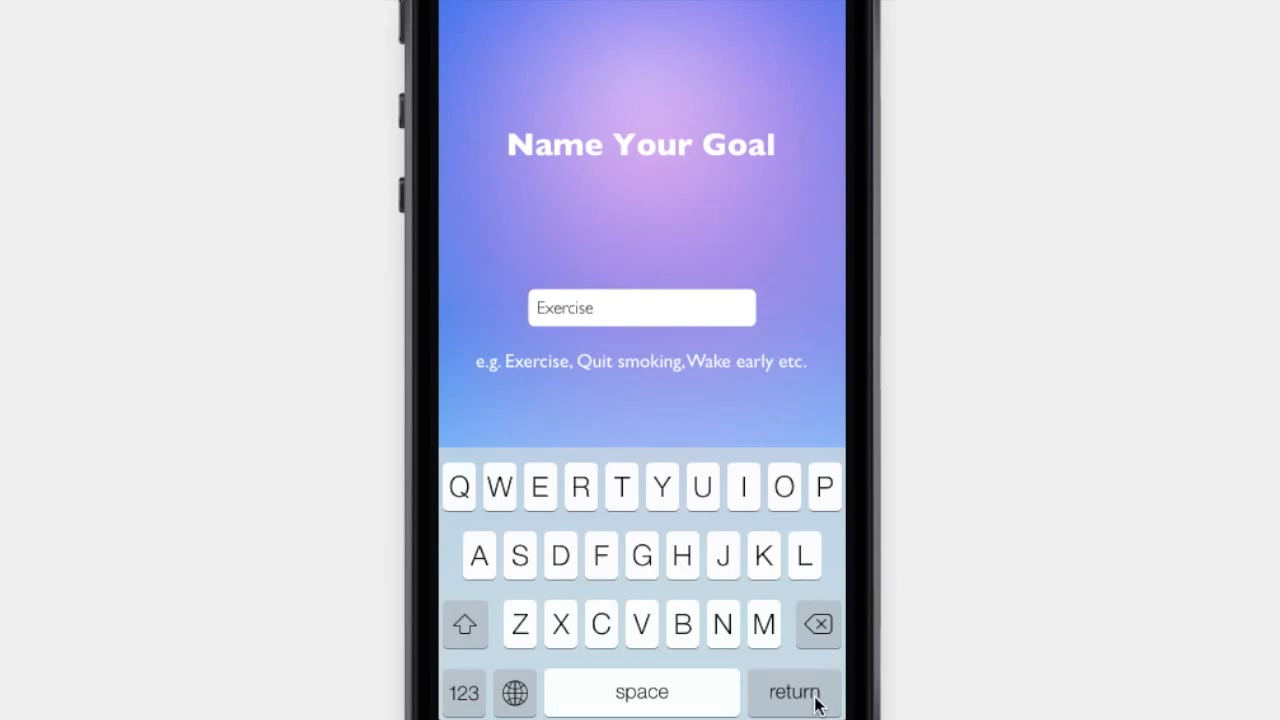 Name Your Goal
Exercise
e.g. Exercise, Quit smoking,Wake early etc.
Q W E R T Y U I O P
A S D F G H J K L
Z X C V B N M
123 space return